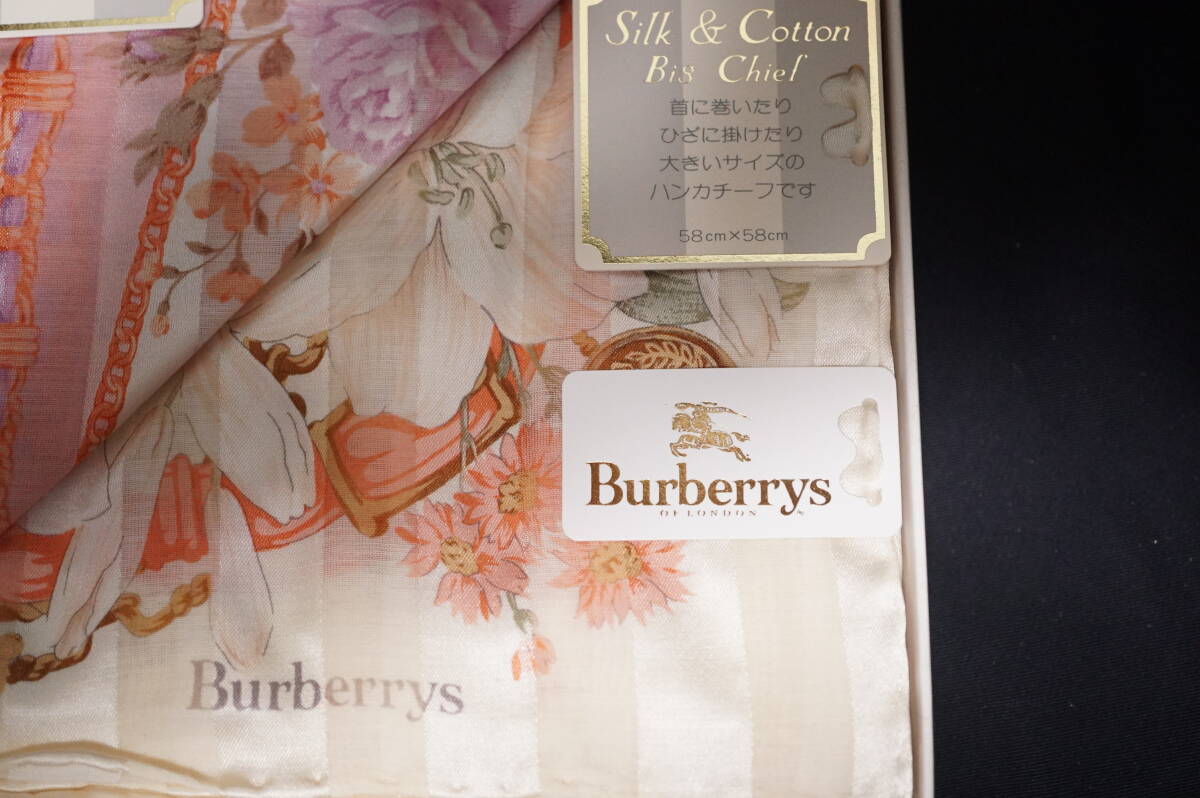 Silk & Cotton
Big Chief
首に巻いたり
ひざに掛けたり
大きいサイズの
ハンカチーフです
58cm×58cm
Burberrys
OF LONDON
Burberrys